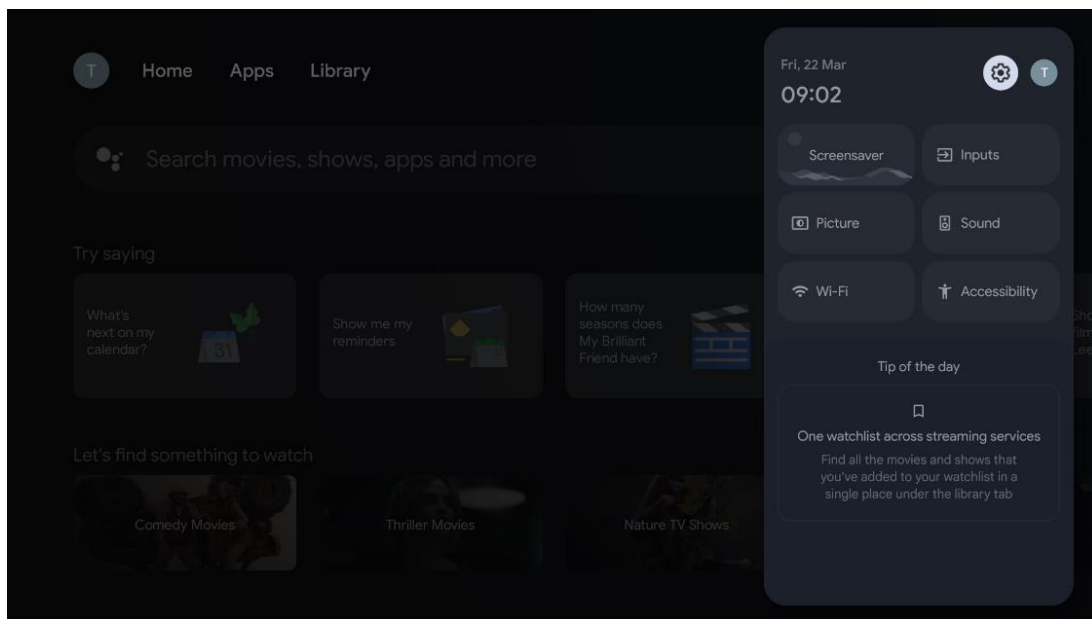 T
Home
Apps
Library
Search movies, shows, apps and more
Try saying
What's
next on my
calendar?
31
Show me my
reminders
How many
seasons does
My Brilliant
Friend have?
Let's find something to watch
Comedy Movies
Thriller Movies
Nature TV Shows
Fri, 22 Mar
09:02
T
Screensaver
Inputs
Picture
Sound
Wi-Fi
Accessibility
Tip of the day
One watchlist across streaming services
Find all the movies and shows that
you've added to your watchlist in a
single place under the library tab